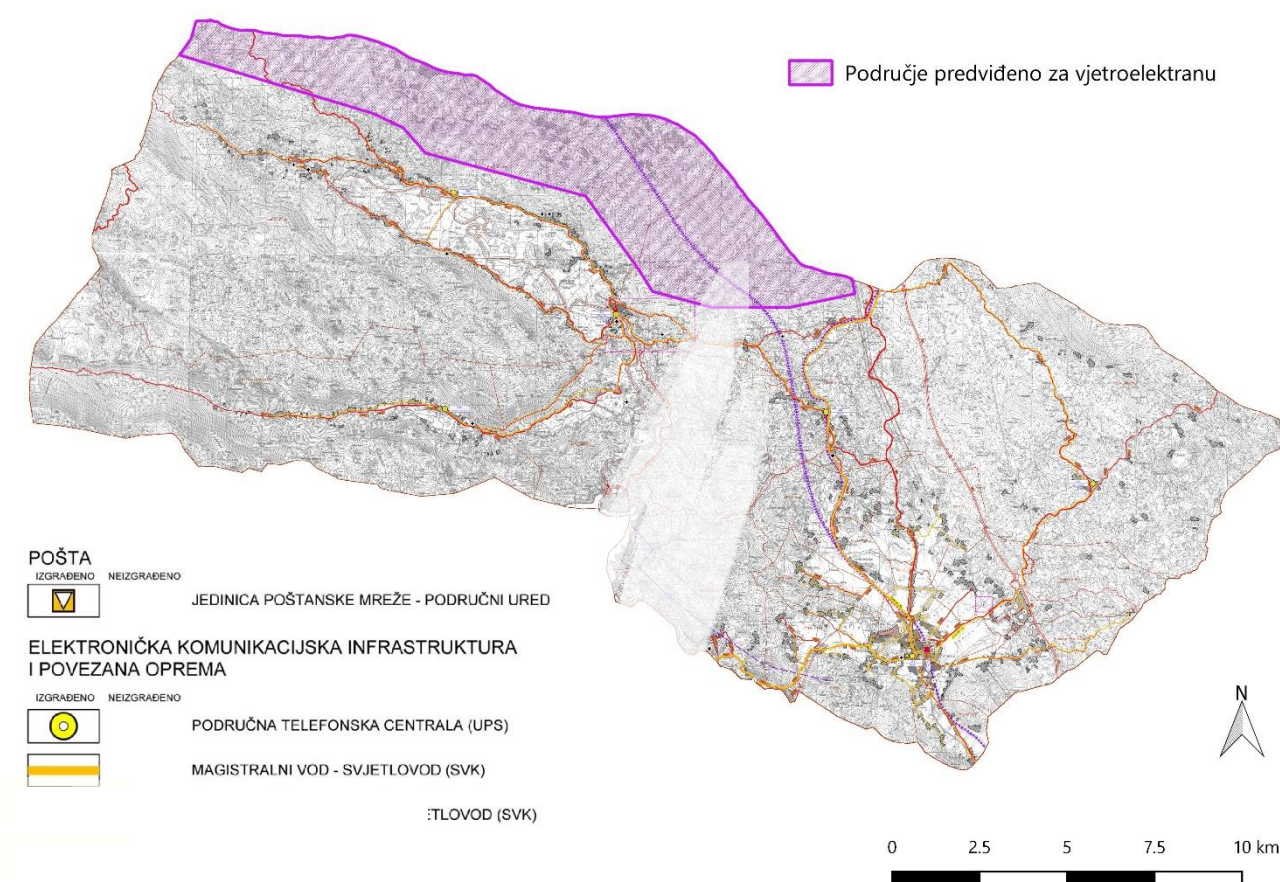 Područje predviđeno za vjetroelektranu
POŠTA
IZGRAĐENO NEIZGRAĐENO
JEDINICA POŠTANSKE MREŽE - PODRUČNI URED
ELEKTRONIČKA KOMUNIKACIJSKA INFRASTRUKTURA
I POVEZANA OPREMA
IZGRAĐENO NEIZGRAĐENO
PODRUČNA TELEFONSKA CENTRALA (UPS)
MAGISTRALNI VOD - SVJETLOVOD (SVK)
ETLOVOD (SVK)
N
0 2.5 5 7.5 10 km